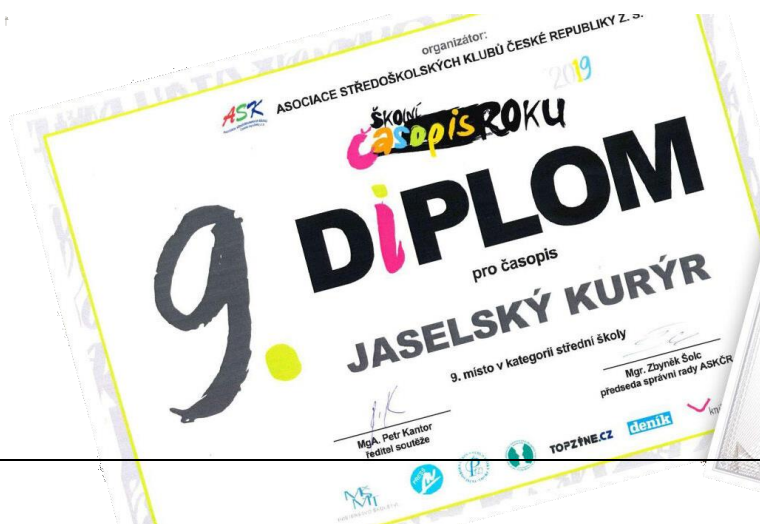 organizátor:
ASK ASOCIACE STŘEDOŠKOLSKÝCH KLUBŮ ČESKÉ REPUBLIKY Z. S.
2019
ŠKOLNÍ
časopis ROKU
9. DiPLOM
pro časopis
JASELSKÝ KURÝR
9. místo v kategorii střední školy
MgA. Petr Kantor
ředitel soutěže
Mgr. Zbyněk Šolc
předseda správní rady ASKČR
TOPZINE.CZ
deník